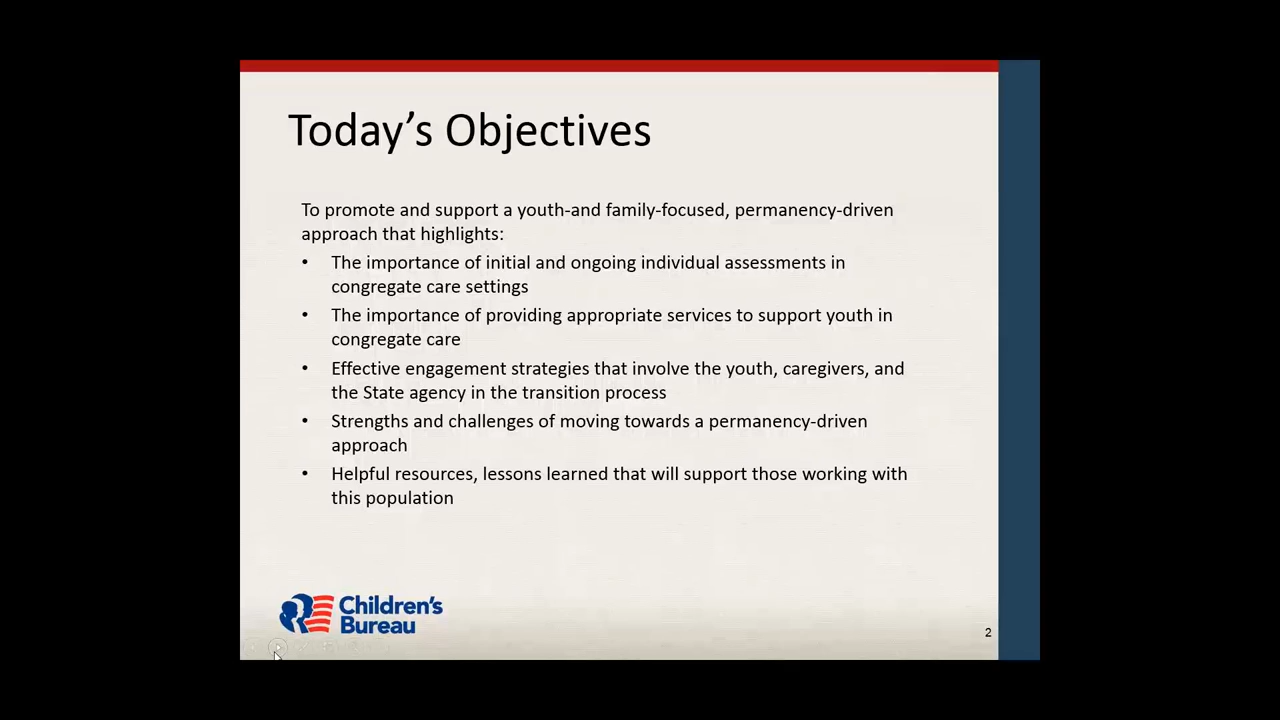 Today’s Objectives
To promote and support a youth-and family-focused, permanency-driven
approach that highlights:
• The importance of initial and ongoing individual assessments in
congregate care settings
• The importance of providing appropriate services to support youth in
congregate care
• Effective engagement strategies that involve the youth, caregivers, and
the State agency in the transition process
• Strengths and challenges of moving towards a permanency-driven
approach
• Helpful resources, lessons learned that will support those working with
this population
Children’s
Bureau
2